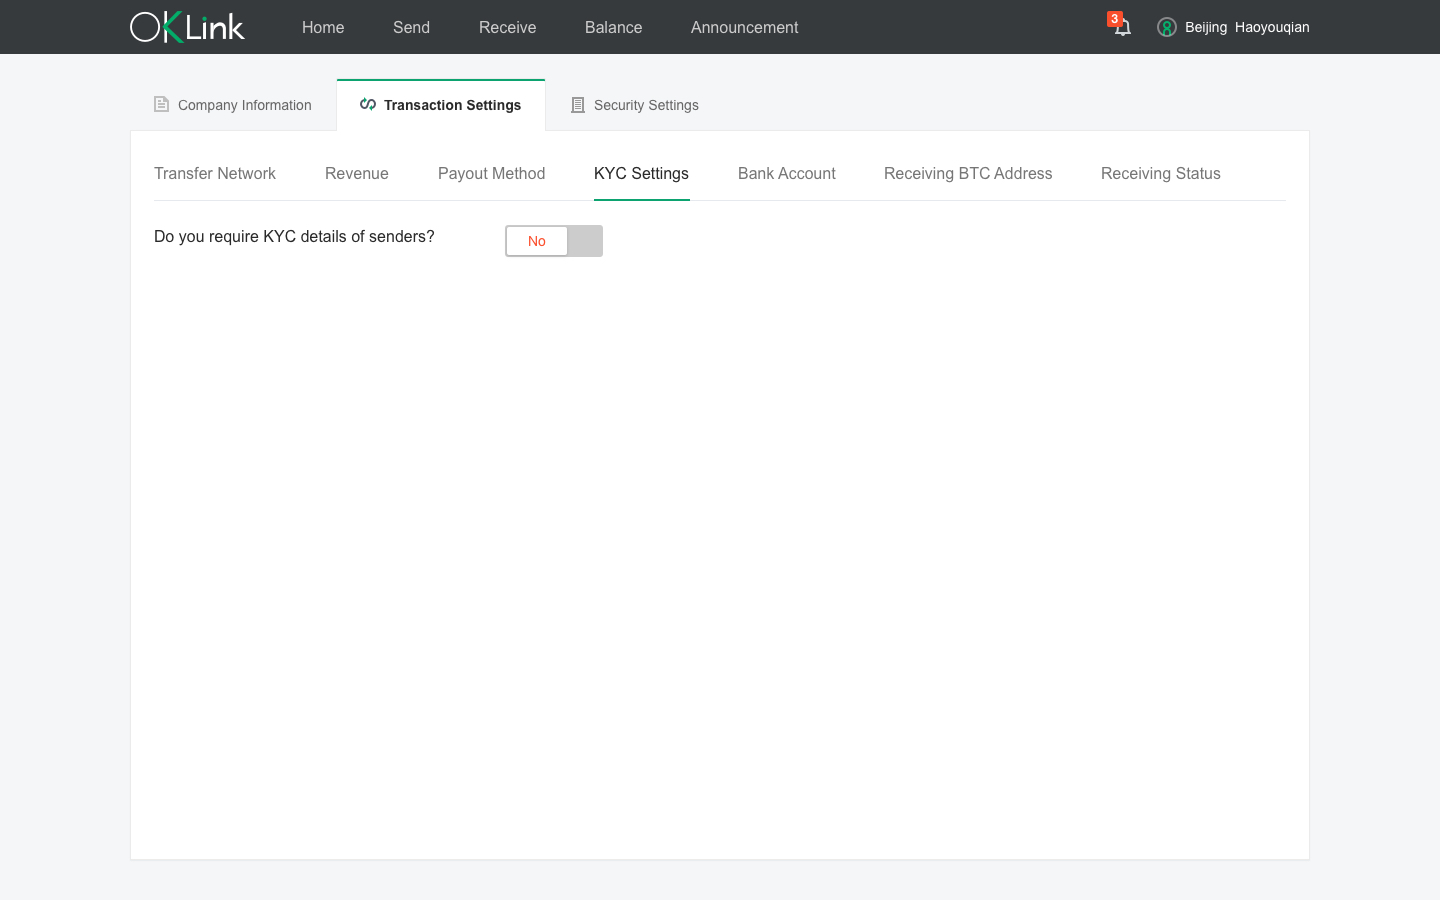 OKLink
Home Send Receive Balance Announcement 3 Beijing Haoyouqian
Company Information Transaction Settings Security Settings
Transfer Network Revenue Payout Method KYC Settings Bank Account Receiving BTC Address Receiving Status
Do you require KYC details of senders? No